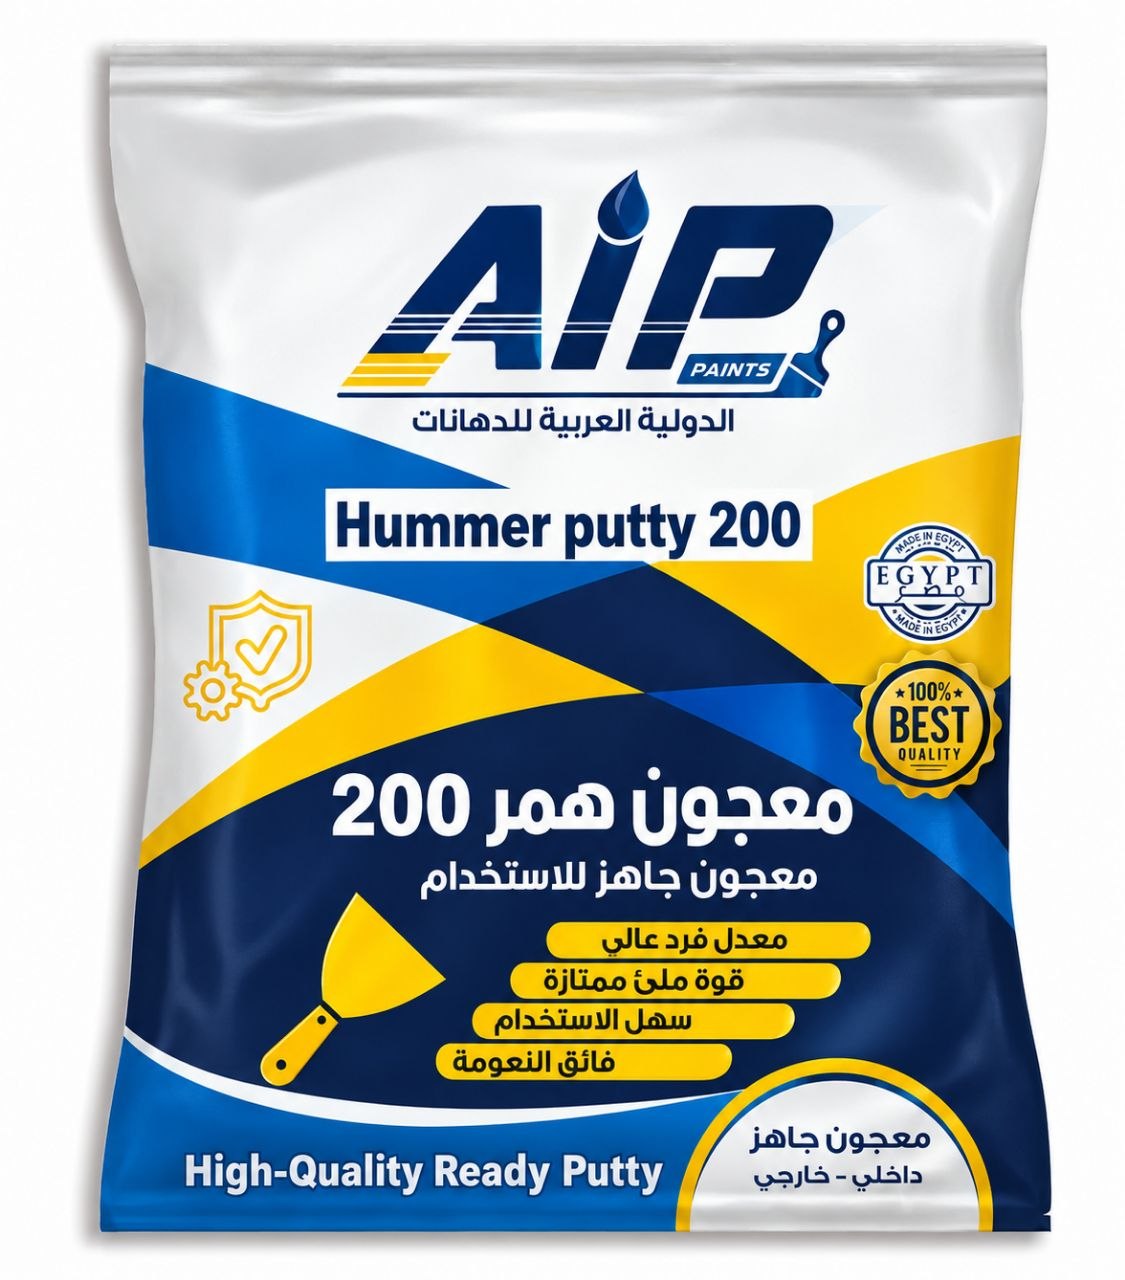 AIP
PAINTS
الدولية العربية للدهانات
Hummer putty 200
MADE IN EGYPT
EGYPT
مصر
MADE IN EGYPT
100%
BEST
QUALITY
معجون همر 200
معجون جاهز للاستخدام
معدل فرد عالي
قوة ملئ ممتازة
سهل الاستخدام
فائق النعومة
High-Quality Ready Putty
معجون جاهز
داخلي - خارجي